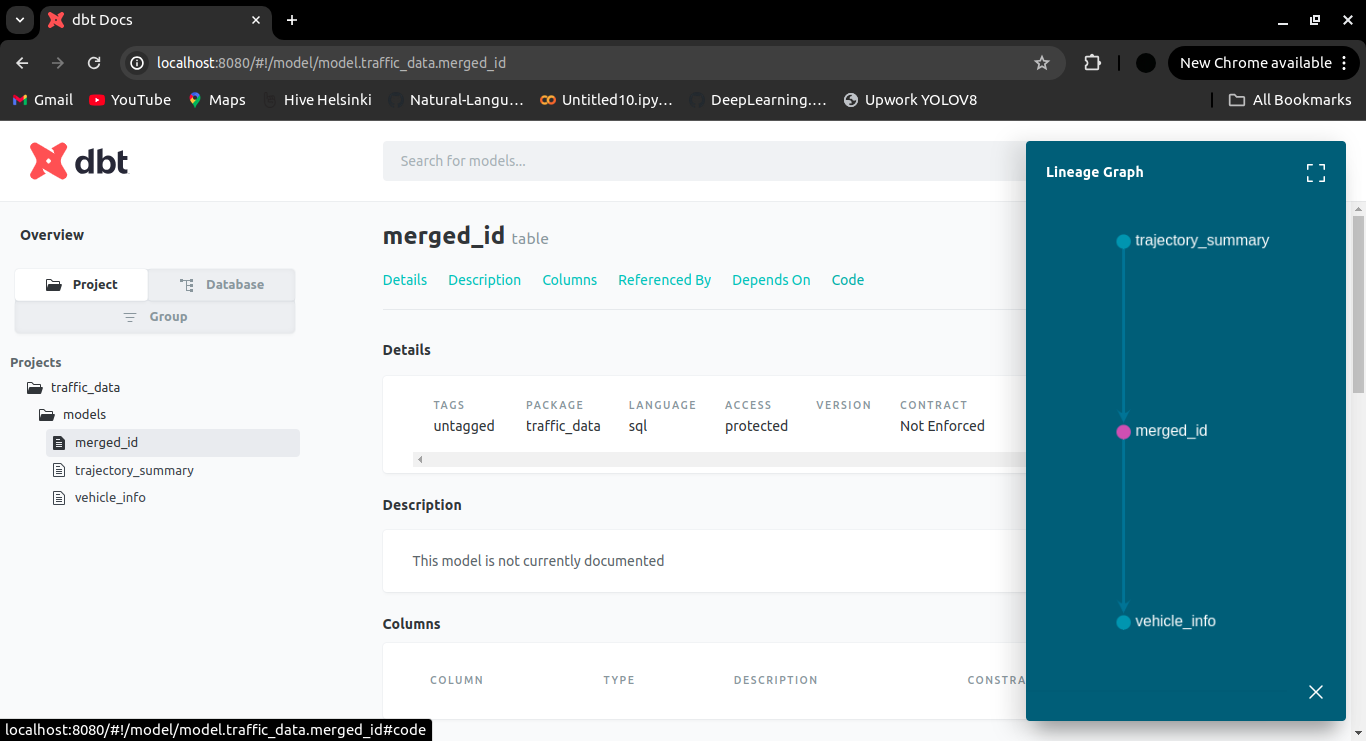 dbt Docs
localhost:8080/#!/model/model.traffic_data.merged_id
New Chrome available
Gmail YouTube Maps Hive Helsinki Natural-Langu... Untitled10.ipy... DeepLearning.... Upwork YOLOV8 All Bookmarks
dbt
Search for models...
Overview
Project Database
Group
Projects
traffic_data
models
merged_id
trajectory_summary
vehicle_info
merged_id table
Details Description Columns Referenced By Depends On Code
Details
TAGS PACKAGE LANGUAGE ACCESS VERSION CONTRACT
untagged traffic_data sql protected Not Enforced
Description
This model is not currently documented
Columns
COLUMN TYPE DESCRIPTION CONSTRA
Lineage Graph
trajectory_summary
merged_id
vehicle_info
localhost:8080/#!/model/model.traffic_data.merged_id#code